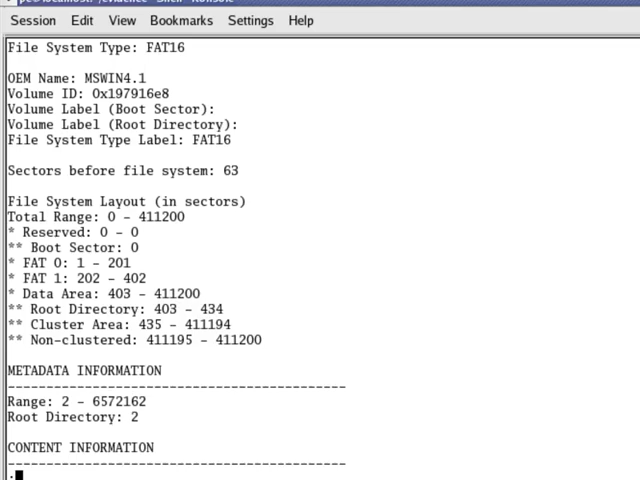 Session Edit View Bookmarks Settings Help
File System Type: FAT16
OEM Name: MSWIN4.1
Volume ID: 0x197916e8
Volume Label (Boot Sector):
Volume Label (Root Directory):
File System Type Label: FAT16
Sectors before file system: 63
File System Layout (in sectors)
Total Range: 0 - 411200
* Reserved: 0 - 0
** Boot Sector: 0
* FAT 0: 1 - 201
* FAT 1: 202 - 402
* Data Area: 403 - 411200
** Root Directory: 403 - 434
** Cluster Area: 435 - 411194
** Non-clustered: 411195 - 411200
METADATA INFORMATION
--------------------------------------------
Range: 2 - 6572162
Root Directory: 2
CONTENT INFORMATION
--------------------------------------------
: